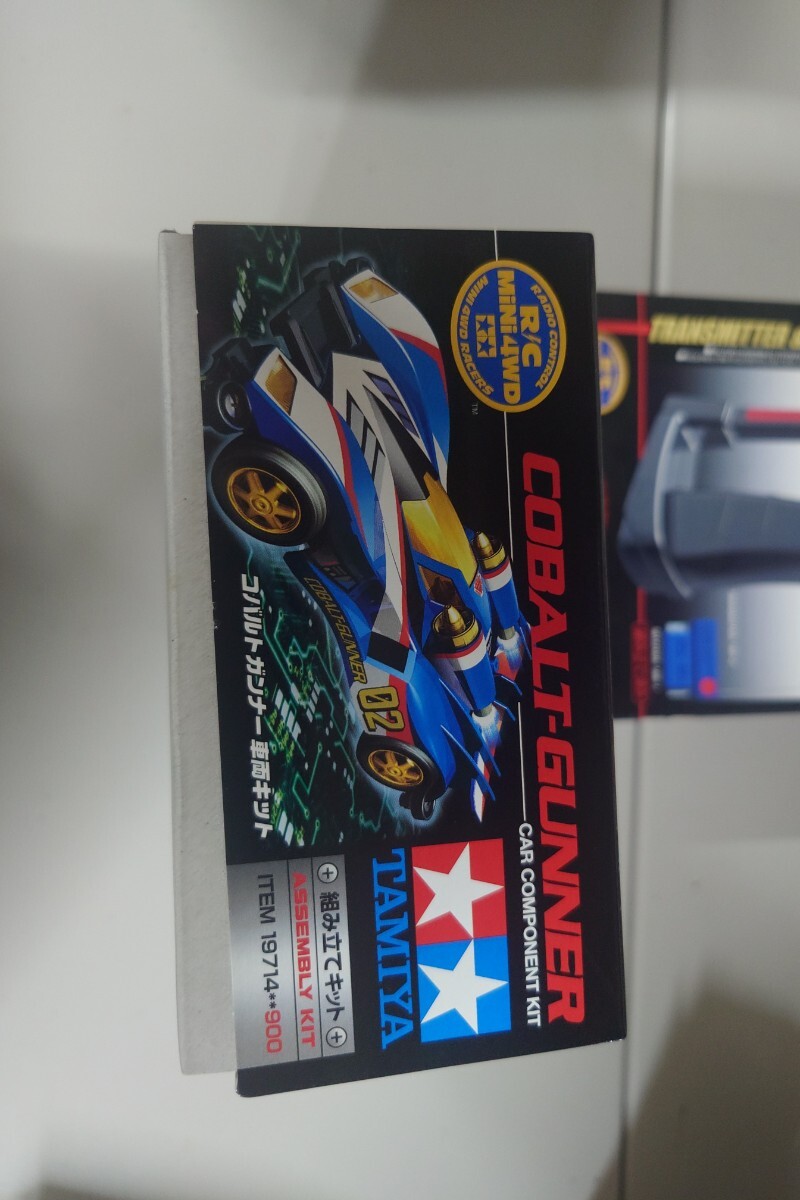 COBALT-GUNNER
CAR COMPONENT KIT
RADIO CONTROL
R/C
MiNi4WD
MINI 4WD RACERS
TM
COBALT-GUNNER
02
コバルトガンナー 車両キット
TAMIYA
組み立てキット
ASSEMBLY KIT
ITEM 19714**900
TRANSMITTER